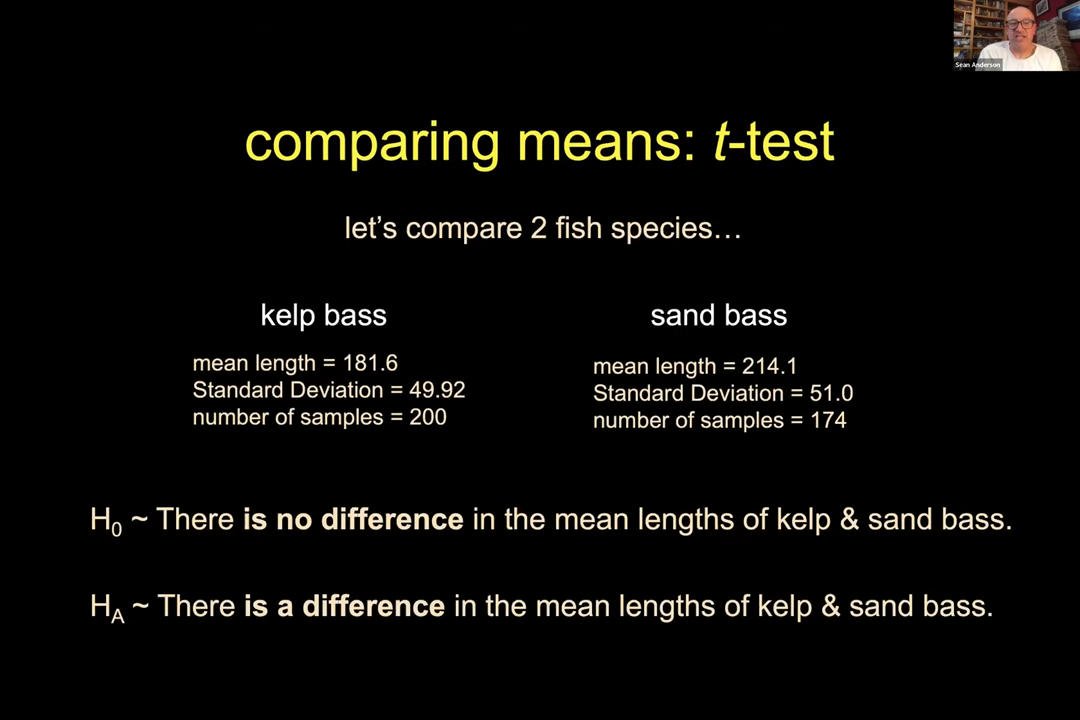 Sean Anderson
comparing means: t-test
let’s compare 2 fish species…
kelp bass
mean length = 181.6
Standard Deviation = 49.92
number of samples = 200
sand bass
mean length = 214.1
Standard Deviation = 51.0
number of samples = 174
H0 ~ There is no difference in the mean lengths of kelp & sand bass.
HA ~ There is a difference in the mean lengths of kelp & sand bass.